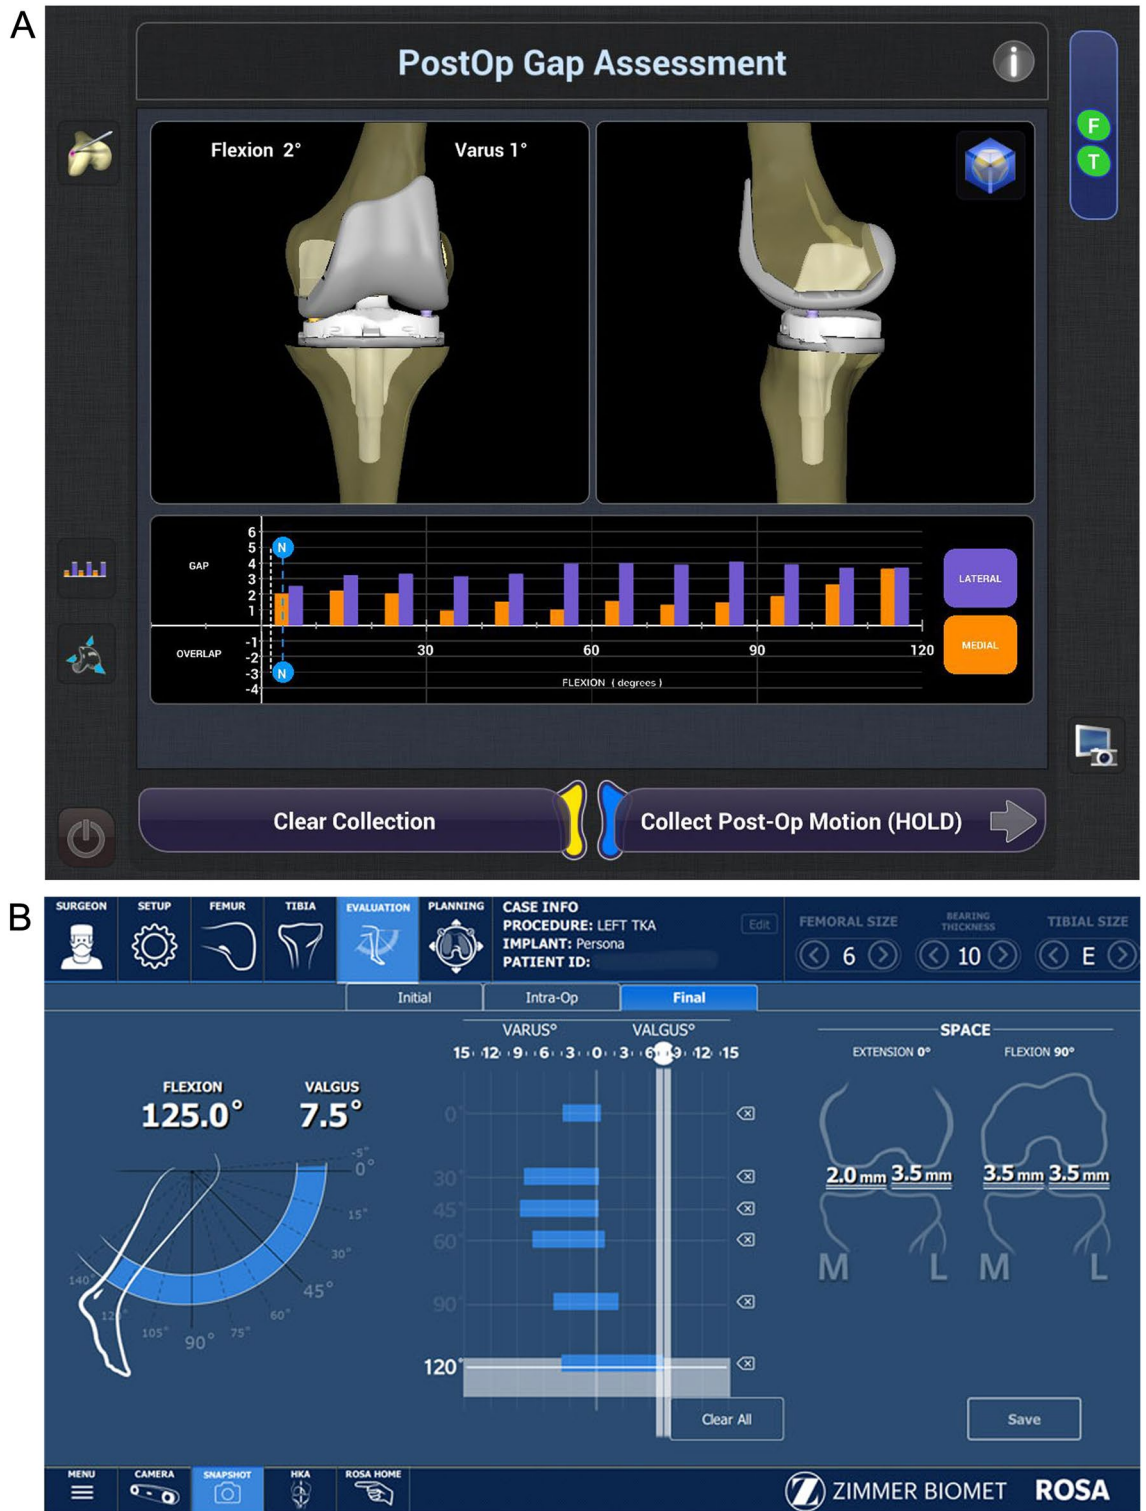 A
PostOp Gap Assessment
i
F
T
Flexion 2°
Varus 1°
6
5
4
3
2
1
-1
-2
-3
-4
GAP
OVERLAP
N
N
30
60
90
120
FLEXION ( degrees )
LATERAL
MEDIAL
Clear Collection
Collect Post-Op Motion (HOLD)
B
SURGEON
SETUP
FEMUR
TIBIA
EVALUATION
PLANNING
CASE INFO
PROCEDURE: LEFT TKA
IMPLANT: Persona
PATIENT ID:
Edit
FEMORAL SIZE
6
BEARING
THICKNESS
10
TIBIAL SIZE
E
Initial
Intra-Op
Final
FLEXION
125.0°
VALGUS
7.5°
-5°
0°
15°
30°
45°
60°
75°
90°
105°
140°
VARUS°
VALGUS°
15 12 9 6 3 0 3 6 9 12 15
0°
30°
45°
60°
90°
120°
Clear All
SPACE
EXTENSION 0°
FLEXION 90°
2.0 mm 3.5 mm
3.5 mm 3.5 mm
M L M L
Save
MENU
CAMERA
SNAPSHOT
HKA
ROSA HOME
Z ZIMMER BIOMET
ROSA